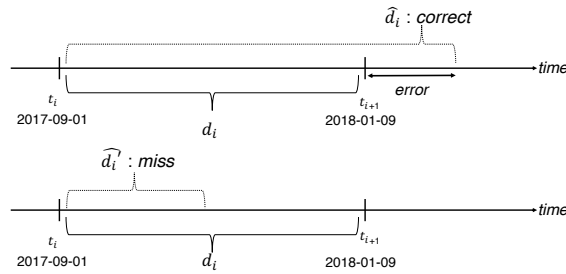 d̂ᵢ : correct
time
tᵢ
tᵢ₊₁
error
2017-09-01
dᵢ
2018-01-09
d̂ᵢ′ : miss
time
tᵢ
tᵢ₊₁
2017-09-01
dᵢ
2018-01-09